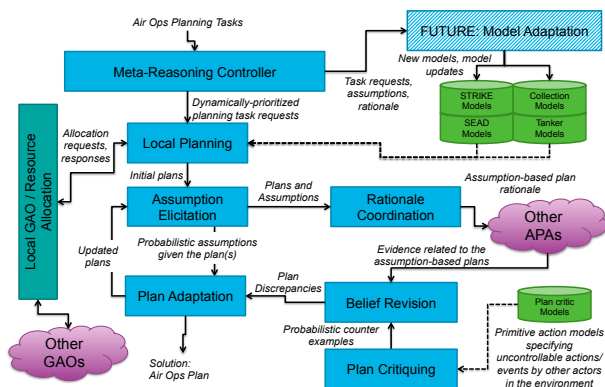 Air Ops Planning Tasks
FUTURE: Model Adaptation
Meta-Reasoning Controller
New models, model
updates
Task requests,
assumptions,
rationale
STRIKE
Models
Collection
Models
SEAD
Models
Tanker
Models
Dynamically-prioritized
planning task requests
Allocation
requests,
responses
Local Planning
Local GAO / Resource
Allocation
Initial plans
Assumption
Elicitation
Plans and
Assumptions
Rationale
Coordination
Assumption-based plan
rationale
Other
APAs
Updated
plans
Probabilistic assumptions
given the plan(s)
Evidence related to the
assumption-based plans
Plan Adaptation
Plan
Discrepancies
Belief Revision
Plan critic
Models
Probabilistic counter
examples
Primitive action models
specifying
uncontrollable actions/
events by other actors
in the environment
Other
GAOs
Solution:
Air Ops Plan
Plan Critiquing